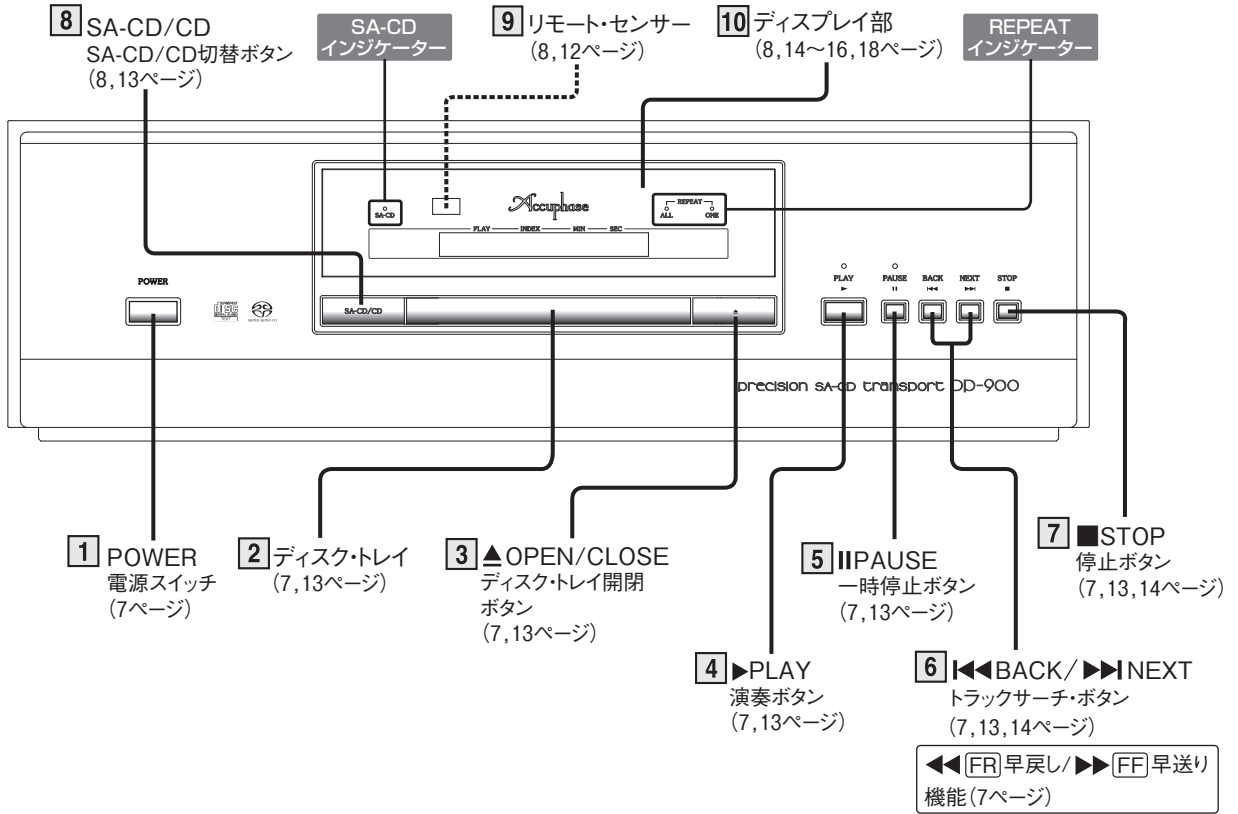 8 SA-CD/CD
SA-CD/CD切替ボタン
(8,13ページ)
SA-CD
インジケーター
9 リモート・センサー
(8,12ページ)
10 ディスプレイ部
(8,14～16,18ページ)
REPEAT
インジケーター
SA-CD
Accuphase
REPEAT
ALL ONE
PLAY INDEX MIN SEC
POWER
COMPACT
DISC
DIGITAL AUDIO
TEXT
SUPER AUDIO CD
SA-CD/CD
▲
PLAY PAUSE BACK NEXT STOP
▶ II I◀◀ ▶▶I ■
precision SA-CD transport DP-900
1 POWER
電源スイッチ
(7ページ)
2 ディスク・トレイ
(7,13ページ)
3 ▲OPEN/CLOSE
ディスク・トレイ開閉
ボタン
(7,13ページ)
4 ▶PLAY
演奏ボタン
(7,13ページ)
5 IIPAUSE
一時停止ボタン
(7,13ページ)
6 I◀◀BACK/▶▶INEXT
トラックサーチ・ボタン
(7,13,14ページ)
◀◀FR早戻し/▶▶FF早送り
機能(7ページ)
7 ■STOP
停止ボタン
(7,13,14ページ)